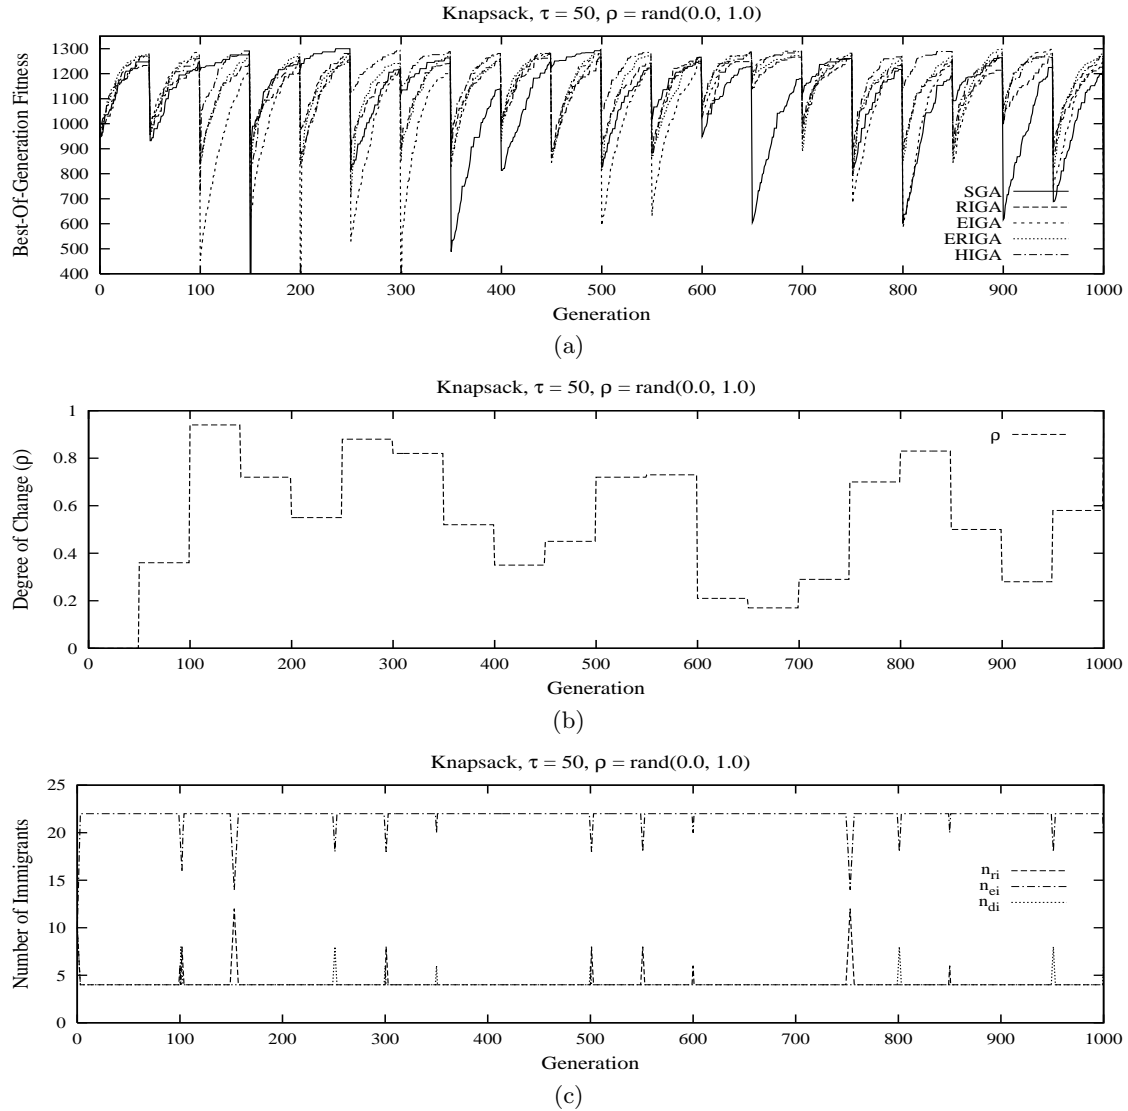 Knapsack, τ = 50, ρ = rand(0.0, 1.0)
Best-Of-Generation Fitness
1300
1200
1100
1000
900
800
700
600
500
400
SGA
RIGA
EIGA
ERIGA
HIGA
0 100 200 300 400 500 600 700 800 900 1000
Generation
(a)
Knapsack, τ = 50, ρ = rand(0.0, 1.0)
Degree of Change (ρ)
1
0.8
0.6
0.4
0.2
0
ρ
0 100 200 300 400 500 600 700 800 900 1000
Generation
(b)
Knapsack, τ = 50, ρ = rand(0.0, 1.0)
Number of Immigrants
25
20
15
10
5
0
n_ri
n_ei
n_di
0 100 200 300 400 500 600 700 800 900 1000
Generation
(c)